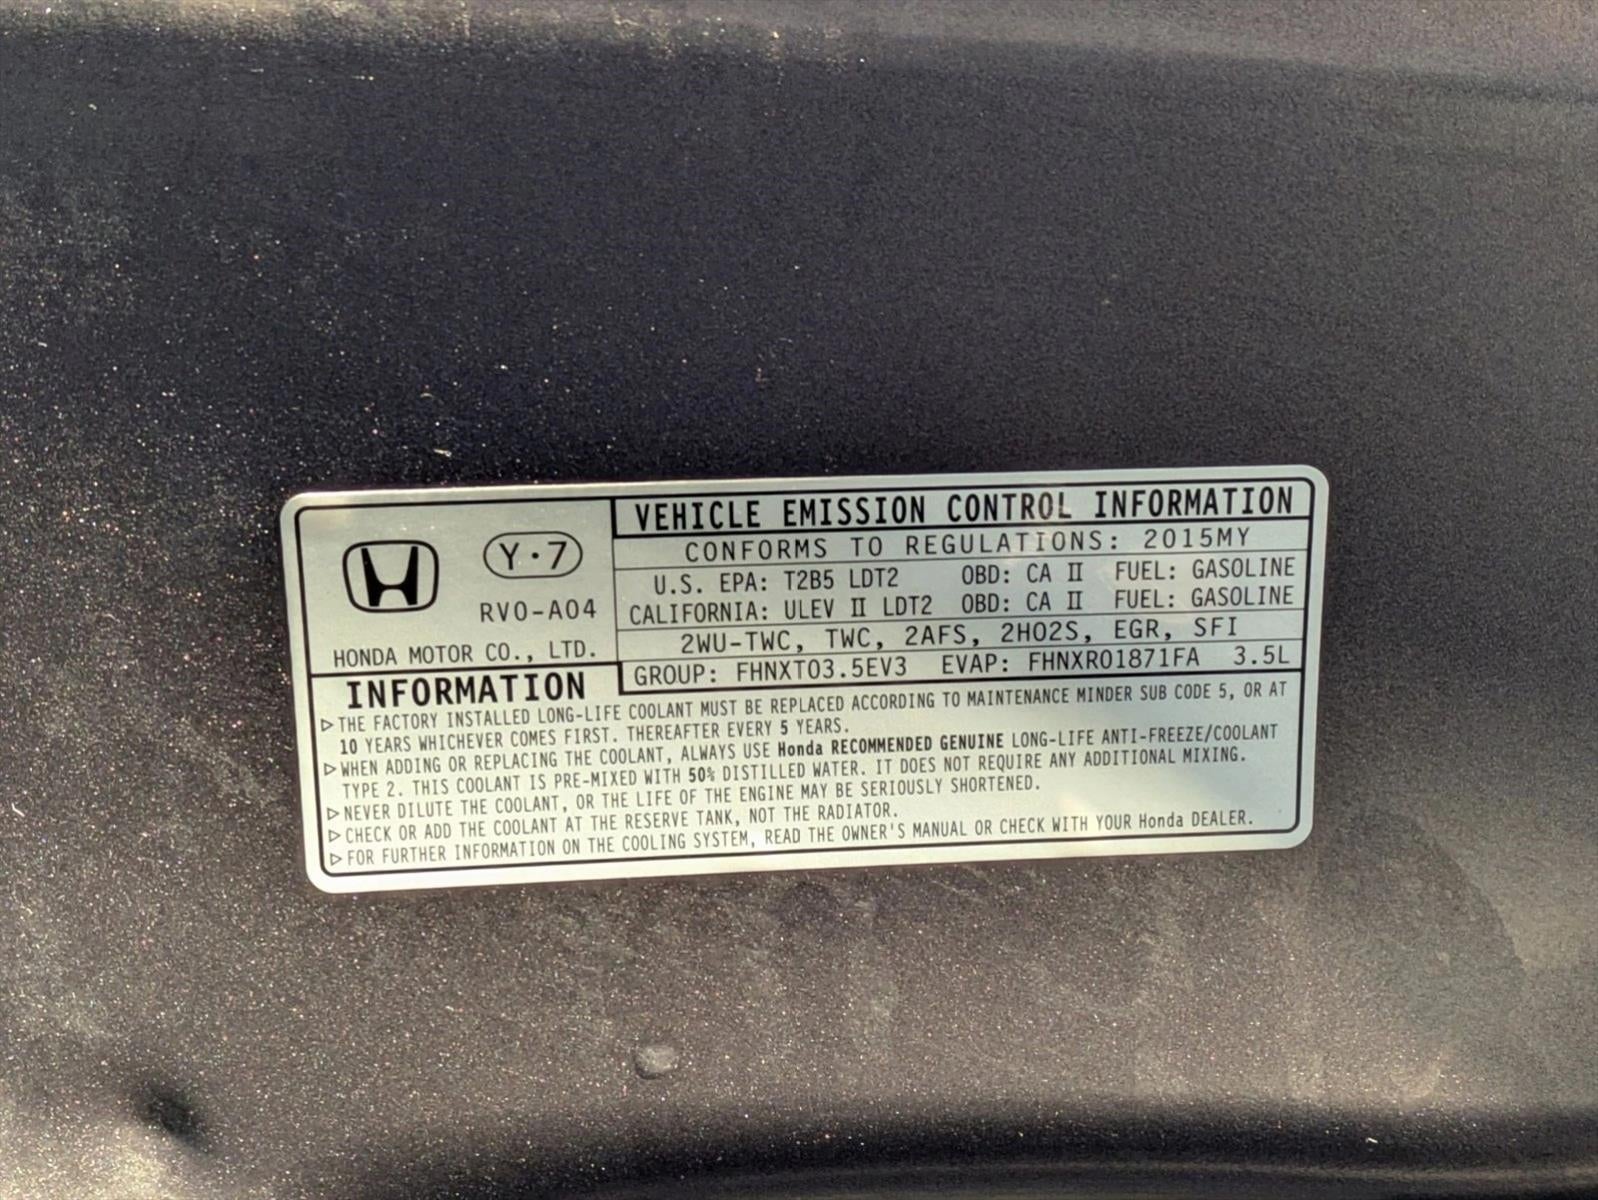 Y・7
RV0-A04
HONDA MOTOR CO., LTD.
VEHICLE EMISSION CONTROL INFORMATION
CONFORMS TO REGULATIONS: 2015MY
U.S. EPA: T2B5 LDT2 OBD: CA II FUEL: GASOLINE
CALIFORNIA: ULEV II LDT2 OBD: CA II FUEL: GASOLINE
2WU-TWC, TWC, 2AFS, 2HO2S, EGR, SFI
GROUP: FHNXT03.5EV3 EVAP: FHNXR01871FA 3.5L
INFORMATION
▷THE FACTORY INSTALLED LONG-LIFE COOLANT MUST BE REPLACED ACCORDING TO MAINTENANCE MINDER SUB CODE 5, OR AT
10 YEARS WHICHEVER COMES FIRST. THEREAFTER EVERY 5 YEARS.
▷WHEN ADDING OR REPLACING THE COOLANT, ALWAYS USE Honda RECOMMENDED GENUINE LONG-LIFE ANTI-FREEZE/COOLANT
TYPE 2. THIS COOLANT IS PRE-MIXED WITH 50% DISTILLED WATER. IT DOES NOT REQUIRE ANY ADDITIONAL MIXING.
▷NEVER DILUTE THE COOLANT, OR THE LIFE OF THE ENGINE MAY BE SERIOUSLY SHORTENED.
▷CHECK OR ADD THE COOLANT AT THE RESERVE TANK, NOT THE RADIATOR.
▷FOR FURTHER INFORMATION ON THE COOLING SYSTEM, READ THE OWNER'S MANUAL OR CHECK WITH YOUR Honda DEALER.